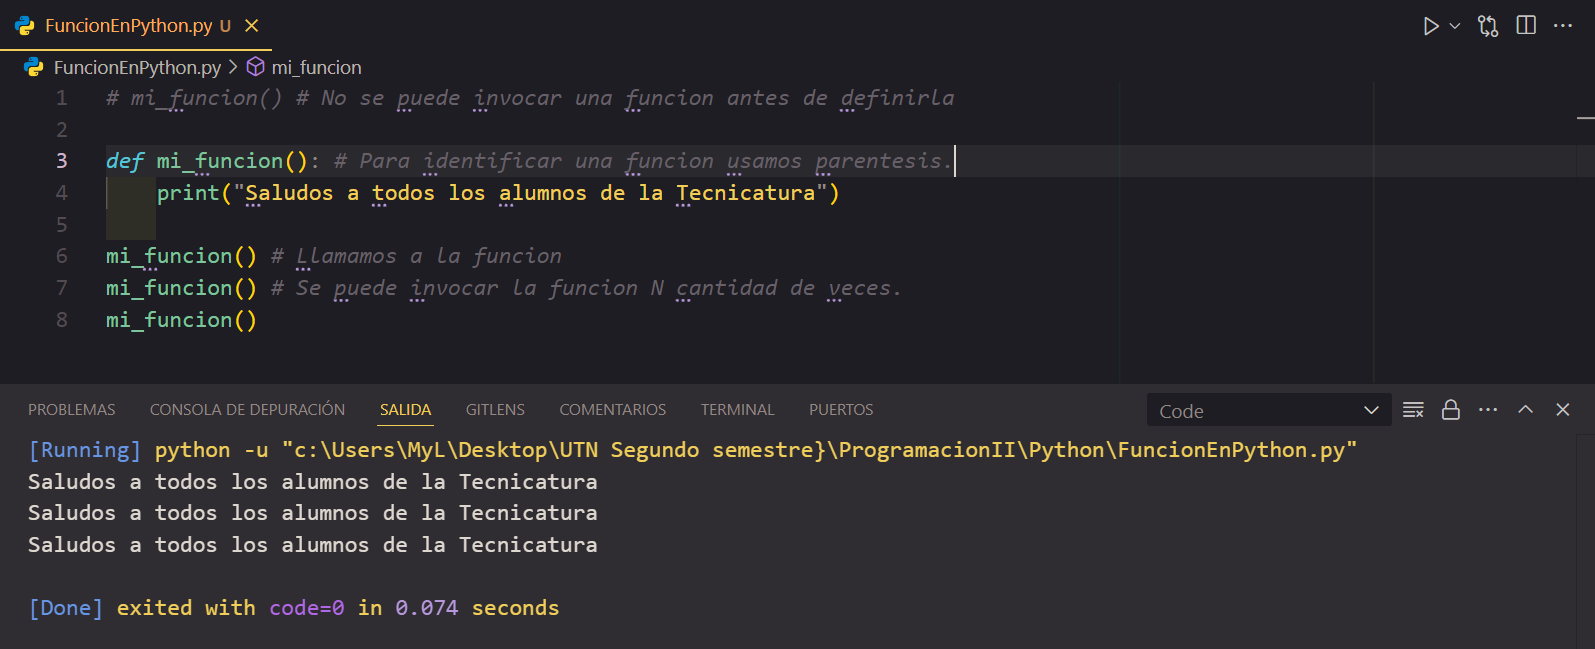 FuncionEnPython.py U
FuncionEnPython.py > mi_funcion
1 # mi_funcion() # No se puede invocar una funcion antes de definirla
2
3 def mi_funcion(): # Para identificar una funcion usamos parentesis.
4 print("Saludos a todos los alumnos de la Tecnicatura")
5
6 mi_funcion() # Llamamos a la funcion
7 mi_funcion() # Se puede invocar la funcion N cantidad de veces.
8 mi_funcion()
PROBLEMAS CONSOLA DE DEPURACIÓN SALIDA GITLENS COMENTARIOS TERMINAL PUERTOS Code
[Running] python -u "c:\Users\MyL\Desktop\UTN Segundo semestre}\ProgramacionII\Python\FuncionEnPython.py"
Saludos a todos los alumnos de la Tecnicatura
Saludos a todos los alumnos de la Tecnicatura
Saludos a todos los alumnos de la Tecnicatura
[Done] exited with code=0 in 0.074 seconds